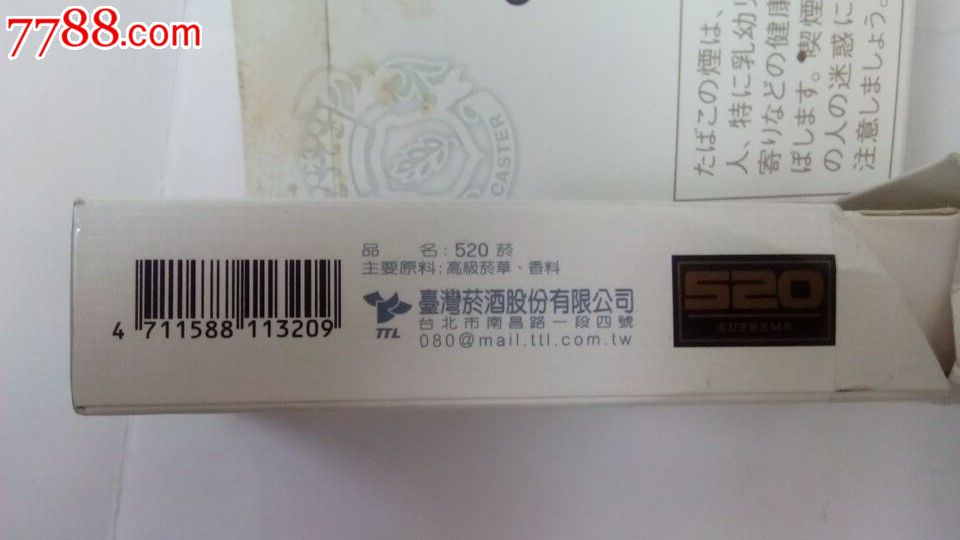 7788.com
CASTER
たばこの煙は、
人、特に乳幼
寄りなどの健康
ぼします。喫煙
の人の迷惑に
注意しましょう。
品 名:520 菸
主要原料:高級菸草、香料
TTL
臺灣菸酒股份有限公司
台北市南昌路一段四號
080@mail.ttl.com.tw
4 711588 113209
520
SUPREME